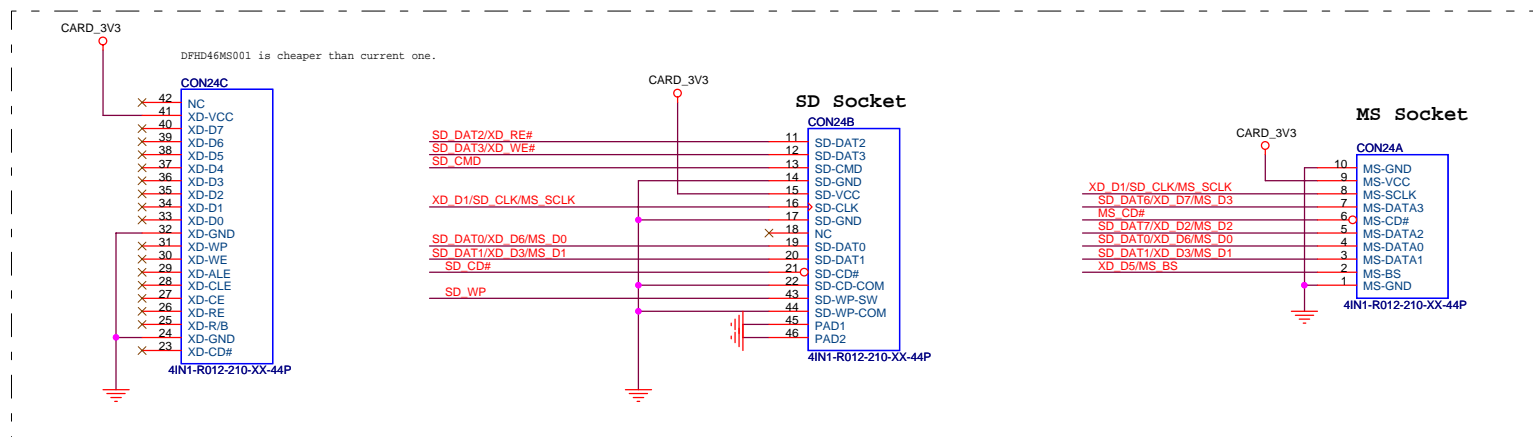 CARD_3V3
DFHD46MS001 is cheaper than current one.
CON24C
42 NC
41 XD-VCC
40 XD-D7
39 XD-D6
38 XD-D5
37 XD-D4
36 XD-D3
35 XD-D2
34 XD-D1
33 XD-D0
32 XD-GND
31 XD-WP
30 XD-WE
29 XD-ALE
28 XD-CLE
27 XD-CE
26 XD-RE
25 XD-R/B
24 XD-GND
23 XD-CD#
4IN1-R012-210-XX-44P
CARD_3V3
SD Socket
CON24B
SD_DAT2/XD_RE# 11 SD-DAT2
SD_DAT3/XD_WE# 12 SD-DAT3
SD_CMD 13 SD-CMD
14 SD-GND
15 SD-VCC
XD_D1/SD_CLK/MS_SCLK 16 SD-CLK
17 SD-GND
18 NC
SD_DAT0/XD_D6/MS_D0 19 SD-DAT0
SD_DAT1/XD_D3/MS_D1 20 SD-DAT1
SD_CD# 21 SD-CD#
22 SD-CD-COM
SD_WP 43 SD-WP-SW
44 SD-WP-COM
45 PAD1
46 PAD2
4IN1-R012-210-XX-44P
MS Socket
CARD_3V3
CON24A
10 MS-GND
9 MS-VCC
XD_D1/SD_CLK/MS_SCLK 8 MS-SCLK
SD_DAT6/XD_D7/MS_D3 7 MS-DATA3
MS_CD# 6 MS-CD#
SD_DAT7/XD_D2/MS_D2 5 MS-DATA2
SD_DAT0/XD_D6/MS_D0 4 MS-DATA0
SD_DAT1/XD_D3/MS_D1 3 MS-DATA1
XD_D5/MS_BS 2 MS-BS
1 MS-GND
4IN1-R012-210-XX-44P